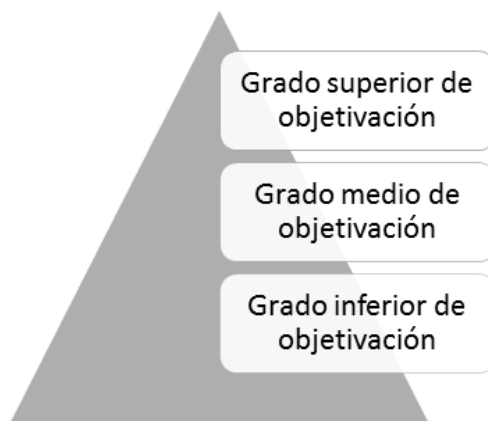 Grado superior de
objetivación
Grado medio de
objetivación
Grado inferior de
objetivación